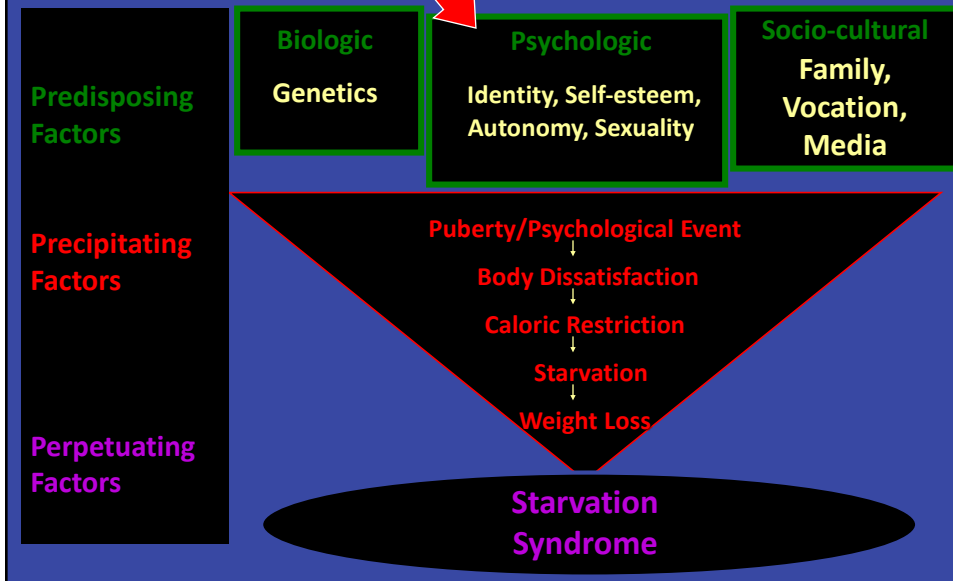 Biologic
Genetics
Psychologic
Identity, Self-esteem,
Autonomy, Sexuality
Socio-cultural
Family,
Vocation,
Media
Predisposing
Factors
Precipitating
Factors
Puberty/Psychological Event
Body Dissatisfaction
Caloric Restriction
Starvation
Weight Loss
Perpetuating
Factors
Starvation
Syndrome